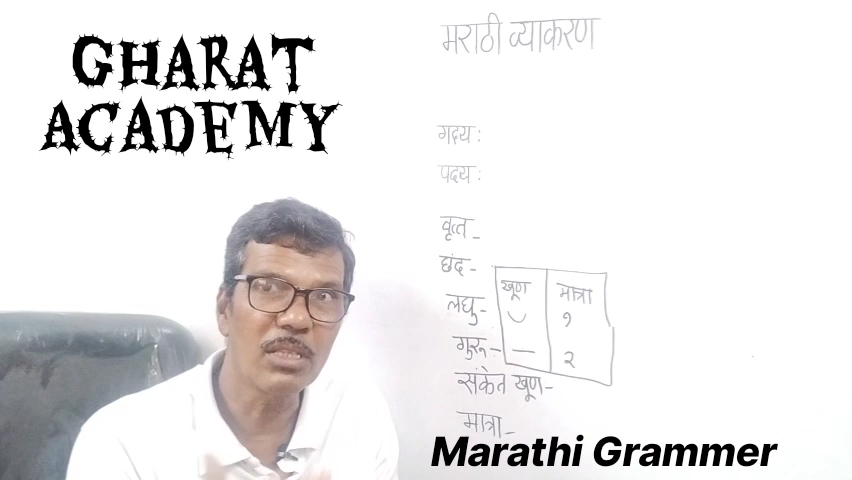 GHARAT
ACADEMY
मराठी व्याकरण
गद्य :
पद्य :
वृत्त -
छंद -
खूण मात्रा
लघु - ◡ १
गुरू - — २
संकेत खूण -
मात्रा -
Marathi Grammer